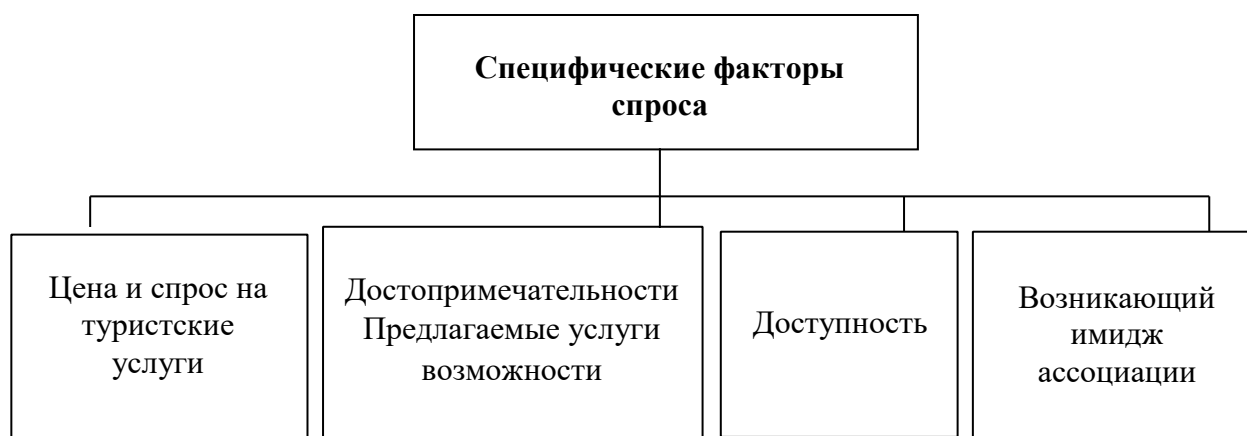 Специфические факторы
спроса
Цена и спрос на
туристские
услуги
Достопримечательности
Предлагаемые услуги
возможности
Доступность
Возникающий
имидж
ассоциации